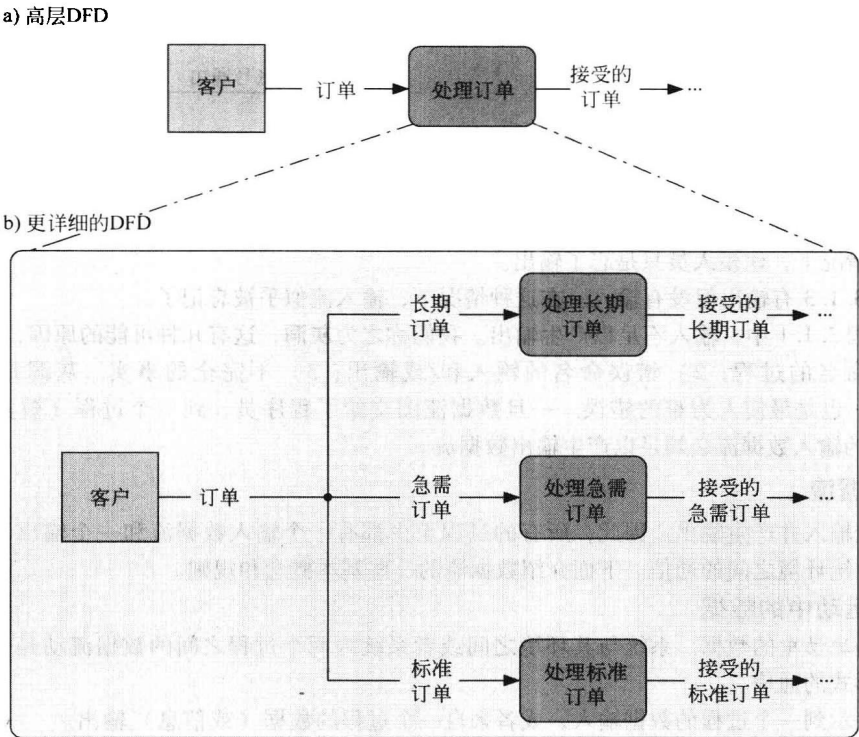 a) 高层DFD
客户
订单
处理订单
接受的
订单
...
b) 更详细的DFD
长期
订单
处理长期
订单
接受的
长期订单
...
客户
订单
急需
订单
处理急需
订单
接受的
急需订单
...
标准
订单
处理标准
订单
接受的
标准订单
...